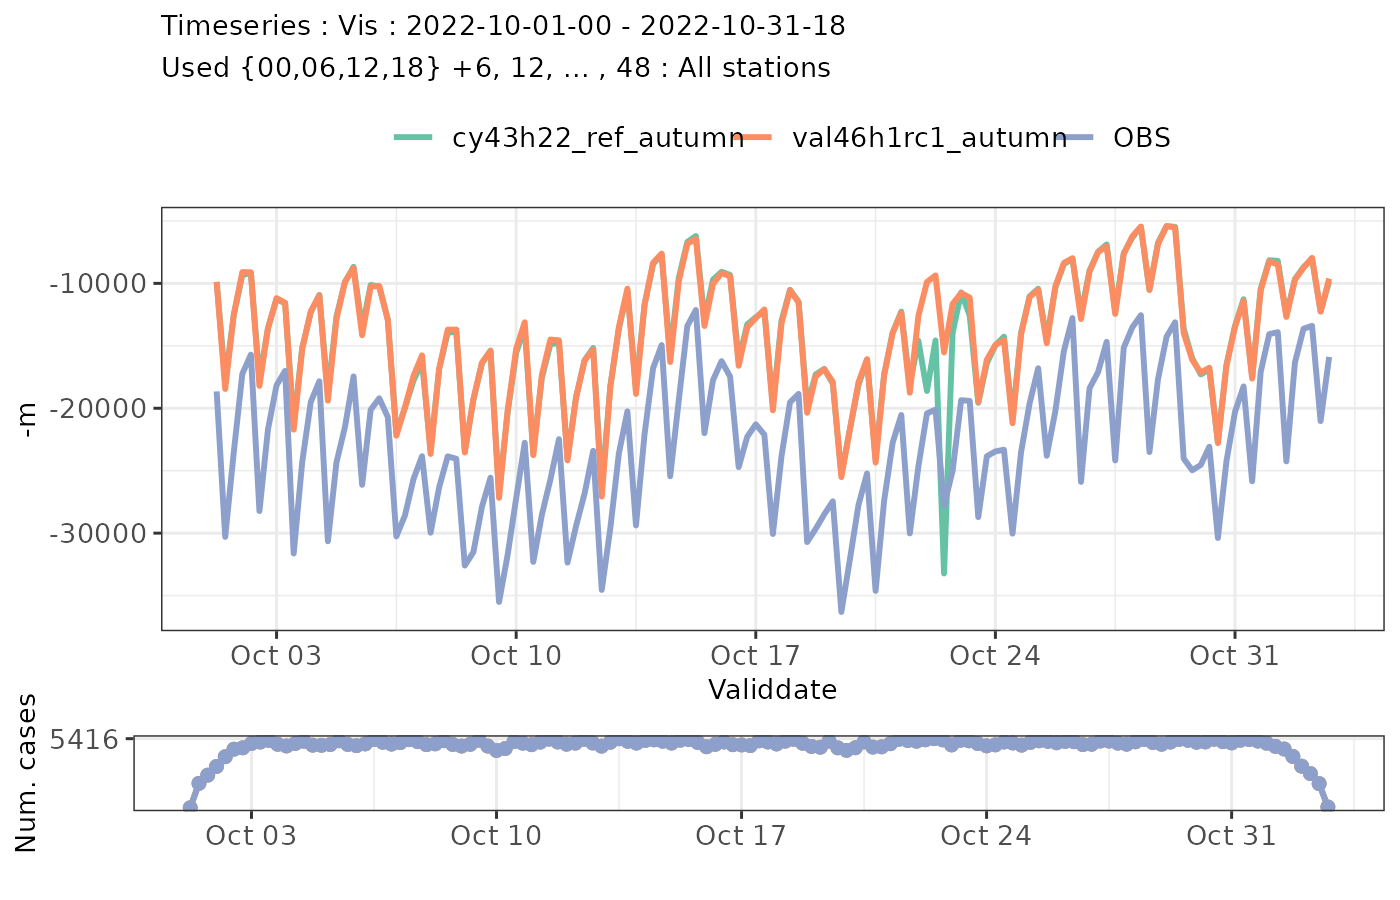 Timeseries : Vis : 2022-10-01-00 - 2022-10-31-18
Used {00,06,12,18} +6, 12, ... , 48 : All stations
cy43h22_ref_autumn val46h1rc1_autumn OBS
-10000
-20000
-30000
-m
Oct 03 Oct 10 Oct 17 Oct 24 Oct 31
Validdate
5416
Num. cases
Oct 03 Oct 10 Oct 17 Oct 24 Oct 31